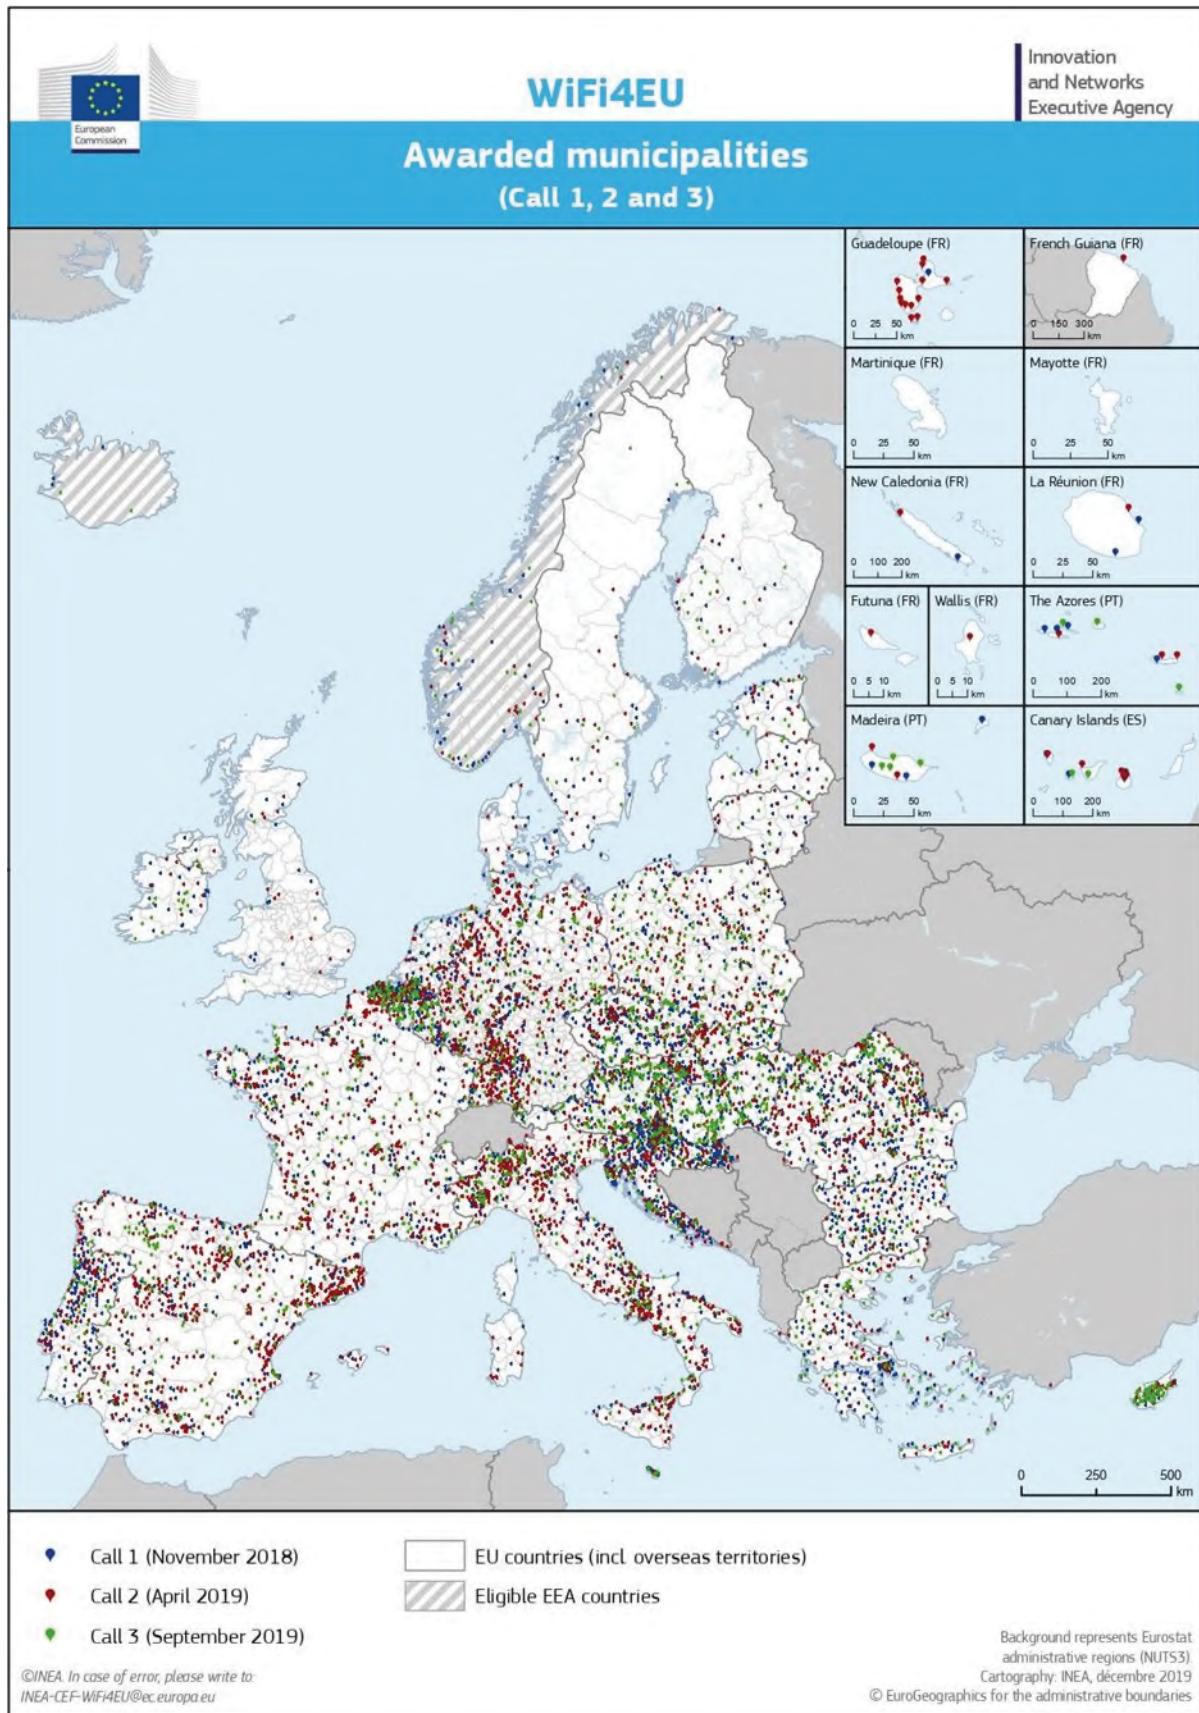 European
Commission
WiFi4EU
Innovation
and Networks
Executive Agency
Awarded municipalities
(Call 1, 2 and 3)
Guadeloupe (FR)
0 25 50
km
French Guiana (FR)
0 150 300
km
Martinique (FR)
0 25 50
km
Mayotte (FR)
0 25 50
km
New Caledonia (FR)
0 100 200
km
La Réunion (FR)
0 25 50
km
Futuna (FR)
0 5 10
km
Wallis (FR)
0 5 10
km
The Azores (PT)
0 100 200
km
Madeira (PT)
0 25 50
km
Canary Islands (ES)
0 100 200
km
0 250 500
km
Call 1 (November 2018)
Call 2 (April 2019)
Call 3 (September 2019)
EU countries (incl. overseas territories)
Eligible EEA countries
©INEA. In case of error, please write to:
INEA-CEF-WiFi4EU@ec.europa.eu
Background represents Eurostat
administrative regions (NUTS3).
Cartography: INEA, décembre 2019
© EuroGeographics for the administrative boundaries